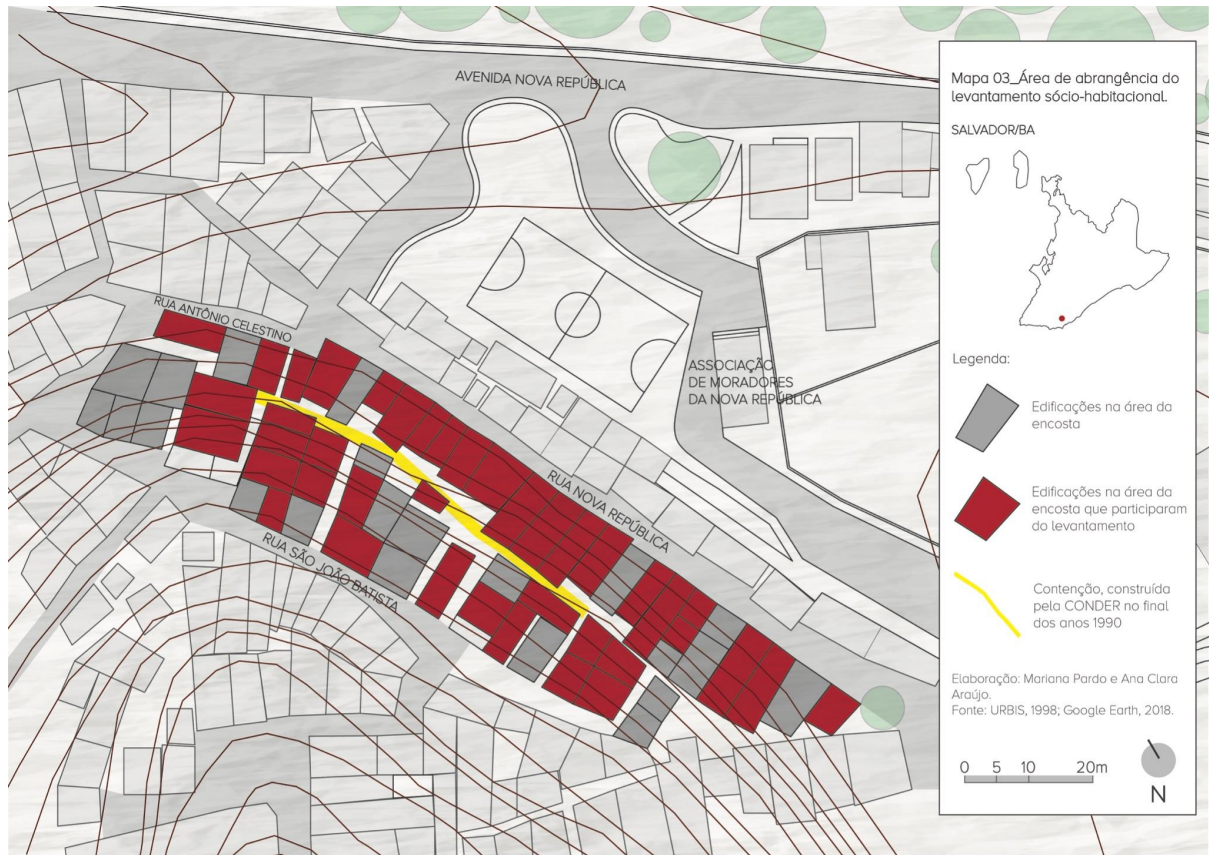 AVENIDA NOVA REPÚBLICA
RUA ANTÔNIO CELESTINO
ASSOCIAÇÃO
DE MORADORES
DA NOVA REPÚBLICA
RUA NOVA REPÚBLICA
RUA SÃO JOÃO BATISTA
Mapa 03_Área de abrangência do
levantamento sócio-habitacional.
SALVADOR/BA
Legenda:
Edificações na área da
encosta
Edificações na área da
encosta que participaram
do levantamento
Contenção, construída
pela CONDER no final
dos anos 1990
Elaboração: Mariana Pardo e Ana Clara
Araújo.
Fonte: URBIS, 1998; Google Earth, 2018.
0 5 10 20m
N